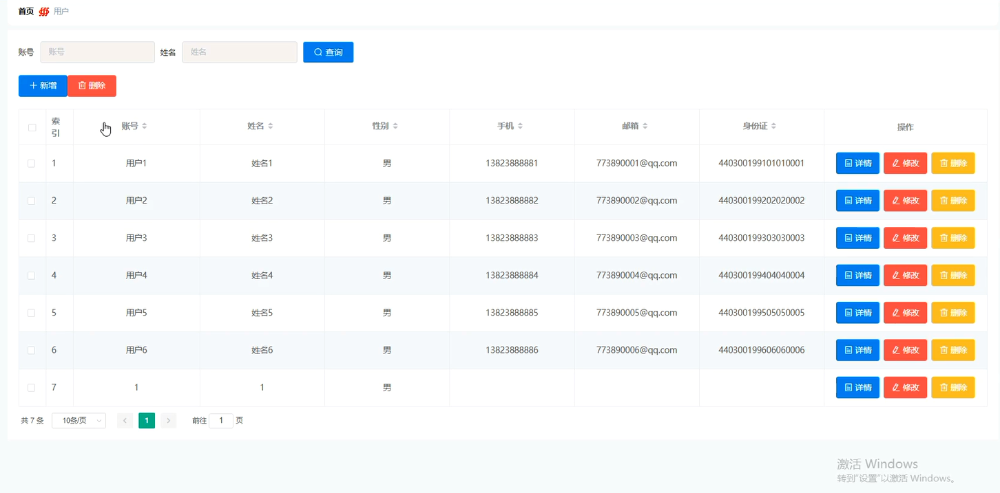 首页 用户
账号 账号 姓名 姓名 查询
新增 删除
索引 账号 姓名 性别 手机 邮箱 身份证 操作
1 用户1 姓名1 男 13823888881 773890001@qq.com 440300199101010001 详情 修改 删除
2 用户2 姓名2 男 13823888882 773890002@qq.com 440300199202020002 详情 修改 删除
3 用户3 姓名3 男 13823888883 773890003@qq.com 440300199303030003 详情 修改 删除
4 用户4 姓名4 男 13823888884 773890004@qq.com 440300199404040004 详情 修改 删除
5 用户5 姓名5 男 13823888885 773890005@qq.com 440300199505050005 详情 修改 删除
6 用户6 姓名6 男 13823888886 773890006@qq.com 440300199606060006 详情 修改 删除
7 1 1 男 详情 修改 删除
共 7 条 10条/页 1 前往 1 页
激活 Windows
转到"设置"以激活 Windows。